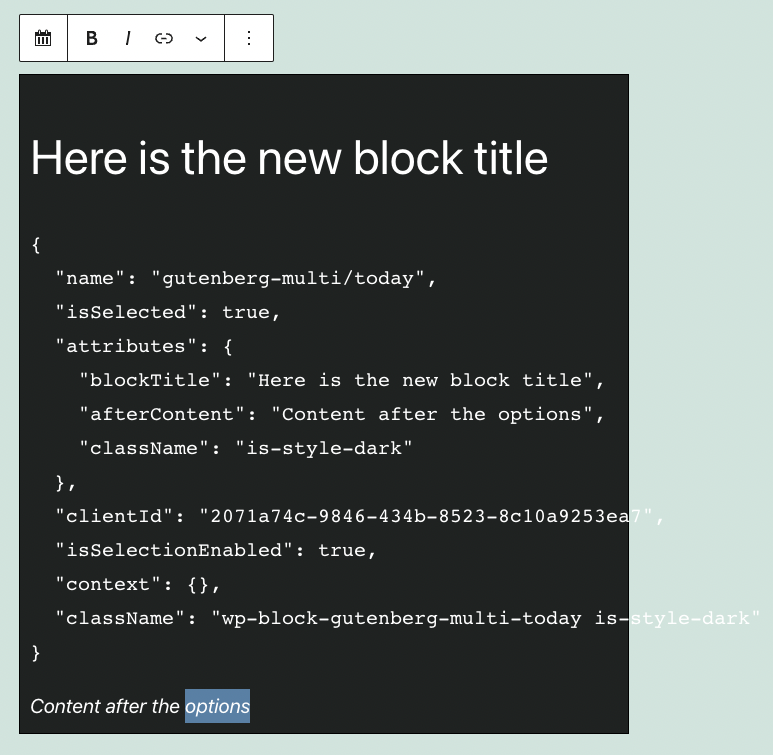 B I
Here is the new block title
{
  "name": "gutenberg-multi/today",
  "isSelected": true,
  "attributes": {
    "blockTitle": "Here is the new block title",
    "afterContent": "Content after the options",
    "className": "is-style-dark"
  },
  "clientId": "2071a74c-9846-434b-8523-8c10a9253ea7",
  "isSelectionEnabled": true,
  "context": {},
  "className": "wp-block-gutenberg-multi-today is-style-dark"
}
Content after the options